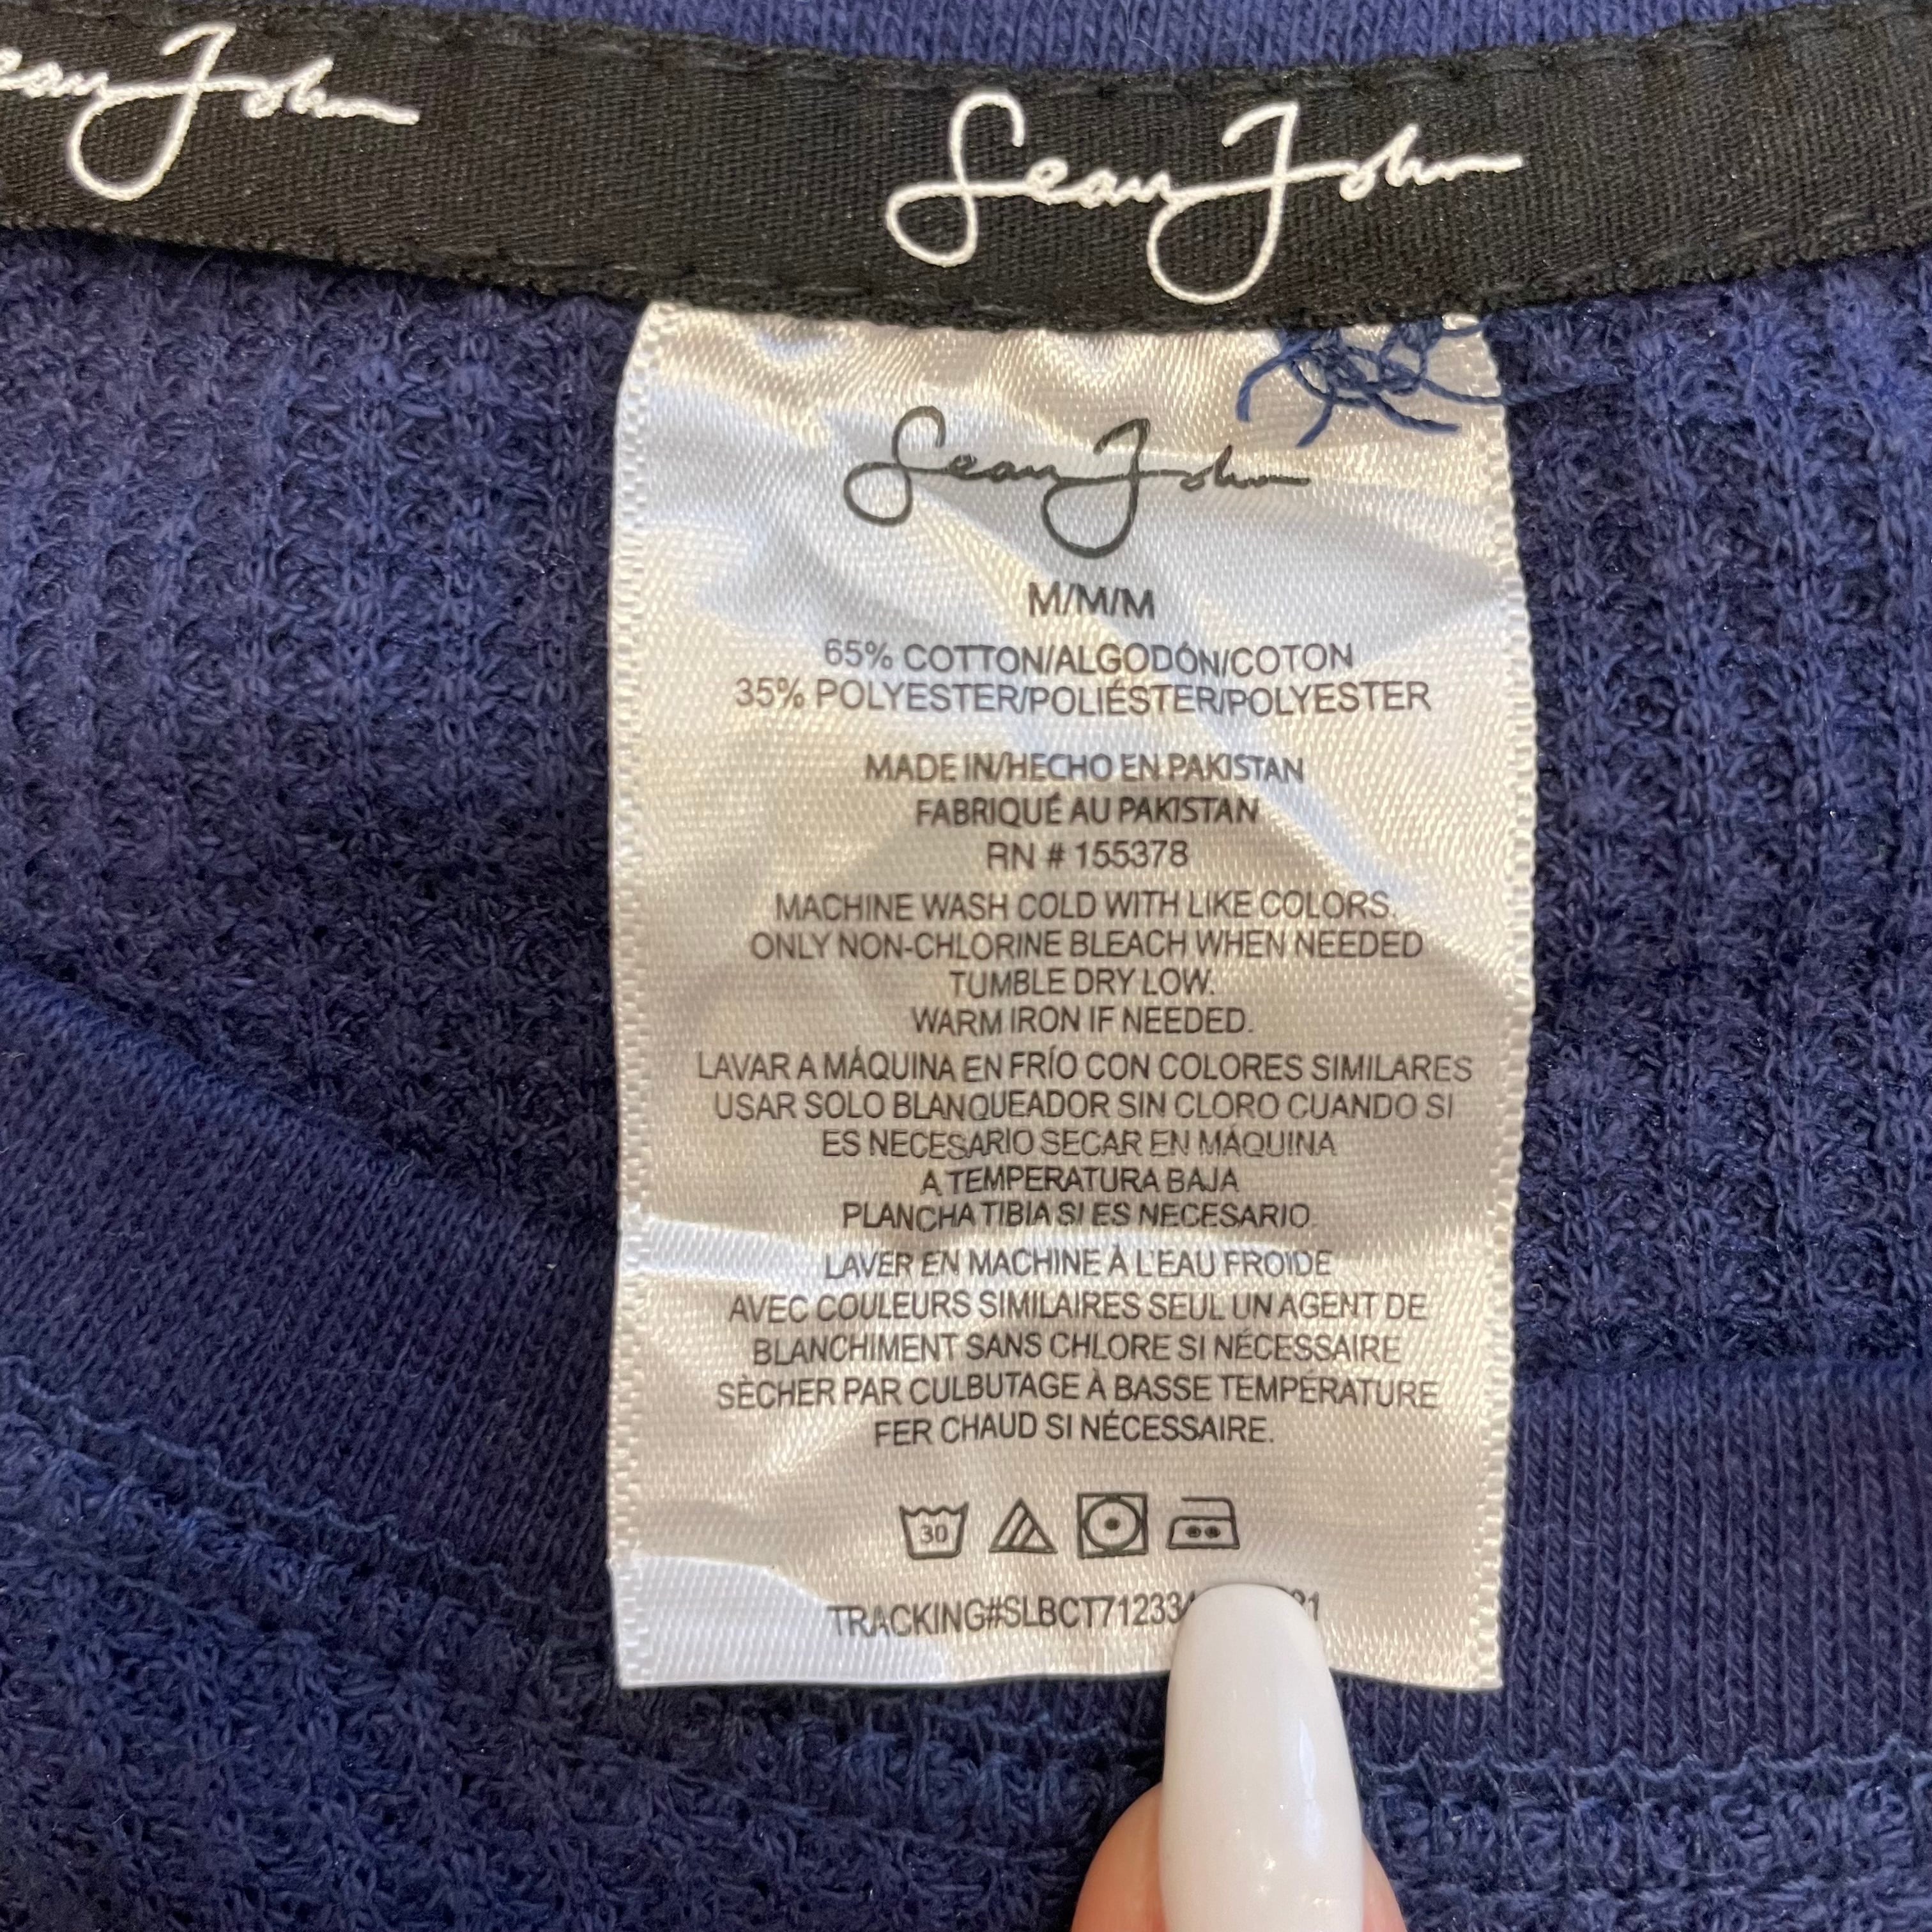 Sean John
Sean John
Sean John
M/M/M
65% COTTON/ALGODÓN/COTON
35% POLYESTER/POLIÉSTER/POLYESTER
MADE IN/HECHO EN PAKISTAN
FABRIQUÉ AU PAKISTAN
RN # 155378
MACHINE WASH COLD WITH LIKE COLORS.
ONLY NON-CHLORINE BLEACH WHEN NEEDED
TUMBLE DRY LOW.
WARM IRON IF NEEDED.
LAVAR A MÁQUINA EN FRÍO CON COLORES SIMILARES
USAR SOLO BLANQUEADOR SIN CLORO CUANDO SI
ES NECESARIO SECAR EN MÁQUINA
A TEMPERATURA BAJA
PLANCHA TIBIA SI ES NECESARIO.
LAVER EN MACHINE À L'EAU FROIDE
AVEC COULEURS SIMILAIRES SEUL UN AGENT DE
BLANCHIMENT SANS CHLORE SI NÉCESSAIRE
SÈCHER PAR CULBUTAGE À BASSE TEMPÉRATURE
FER CHAUD SI NÉCESSAIRE.
30
TRACKING#SLBCT71233